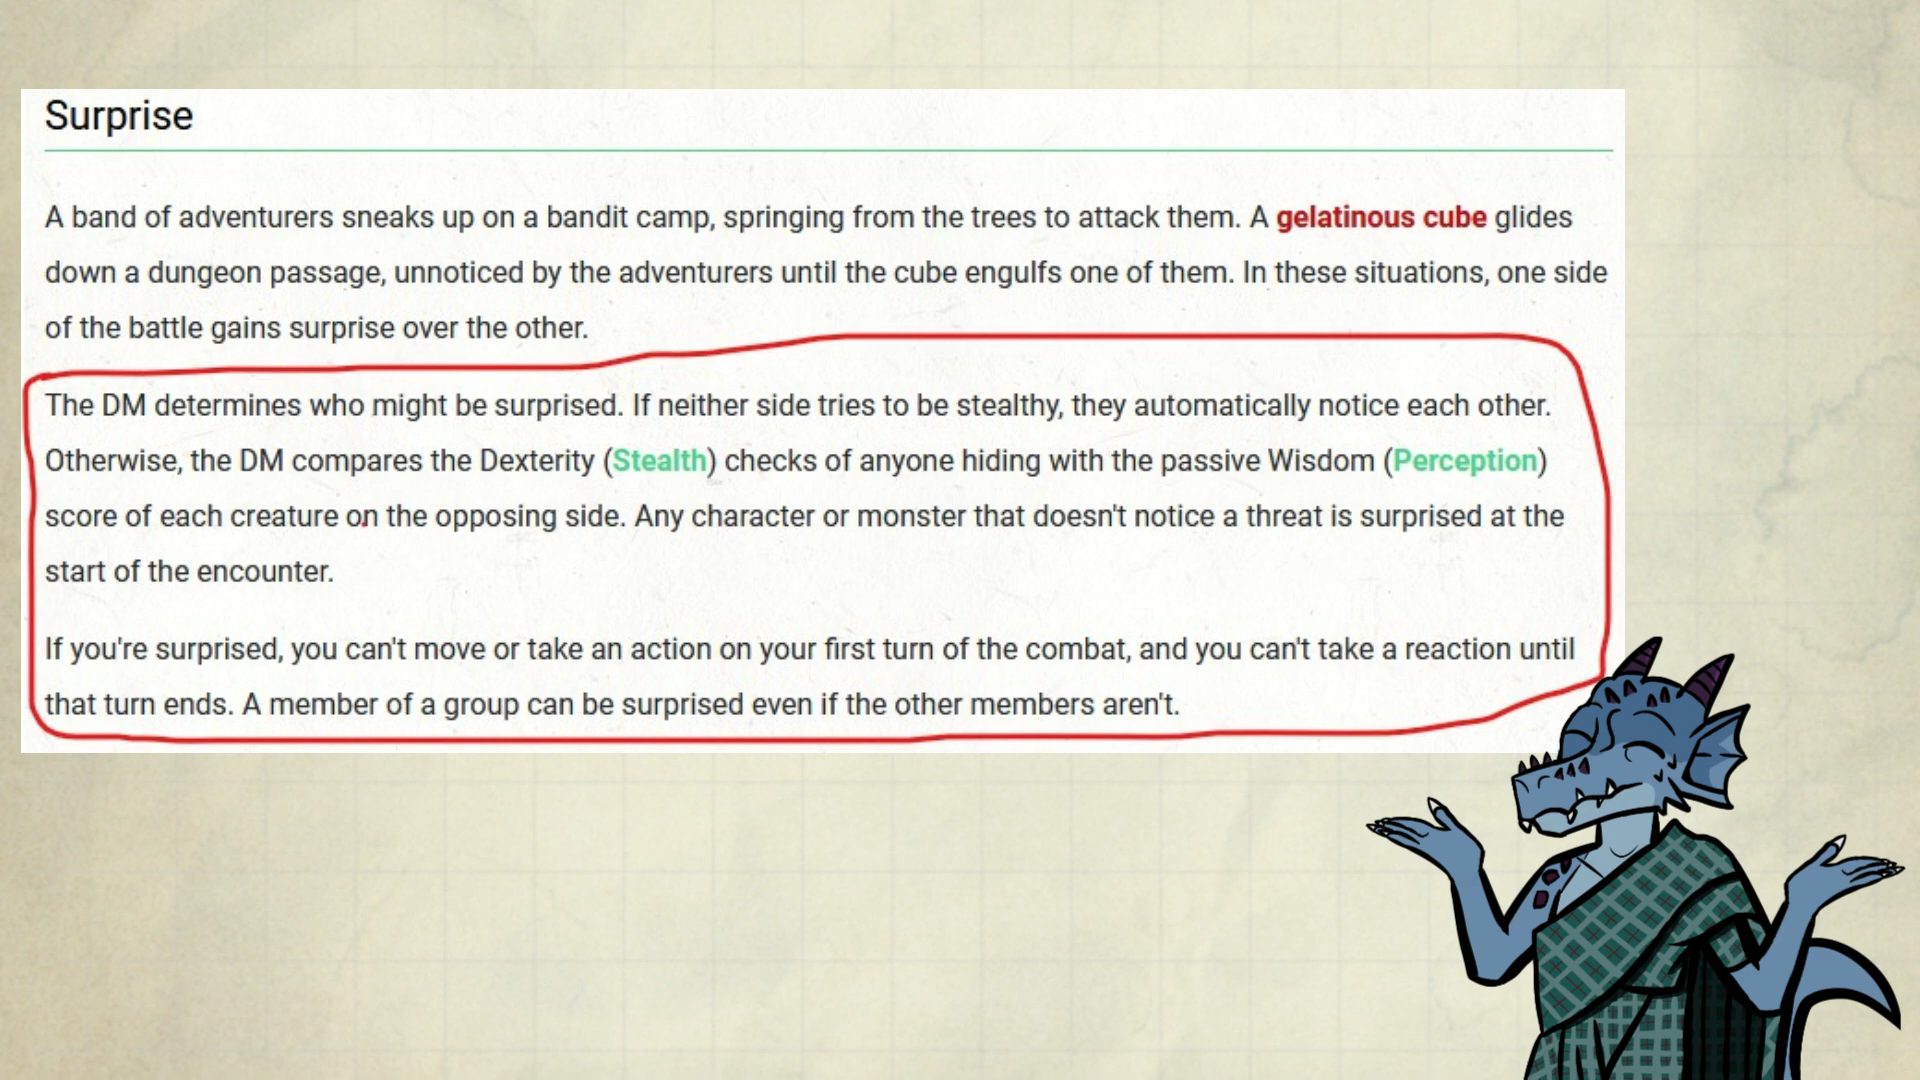 Surprise
A band of adventurers sneaks up on a bandit camp, springing from the trees to attack them. A gelatinous cube glides
down a dungeon passage, unnoticed by the adventurers until the cube engulfs one of them. In these situations, one side
of the battle gains surprise over the other.
The DM determines who might be surprised. If neither side tries to be stealthy, they automatically notice each other.
Otherwise, the DM compares the Dexterity (Stealth) checks of anyone hiding with the passive Wisdom (Perception)
score of each creature on the opposing side. Any character or monster that doesn't notice a threat is surprised at the
start of the encounter.
If you're surprised, you can't move or take an action on your first turn of the combat, and you can't take a reaction until
that turn ends. A member of a group can be surprised even if the other members aren't.